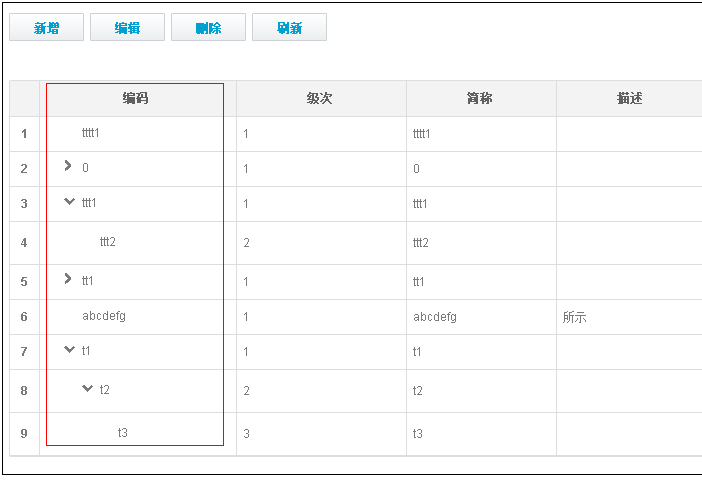 新增 编辑 删除 刷新
编码 级次 简称 描述
1 ttttt1 1 ttttt1
2 0 1 0
3 ttt1 1 ttt1
4 ttt2 2 ttt2
5 tt1 1 tt1
6 abcdefg 1 abcdefg 所示
7 t1 1 t1
8 t2 2 t2
9 t3 3 t3